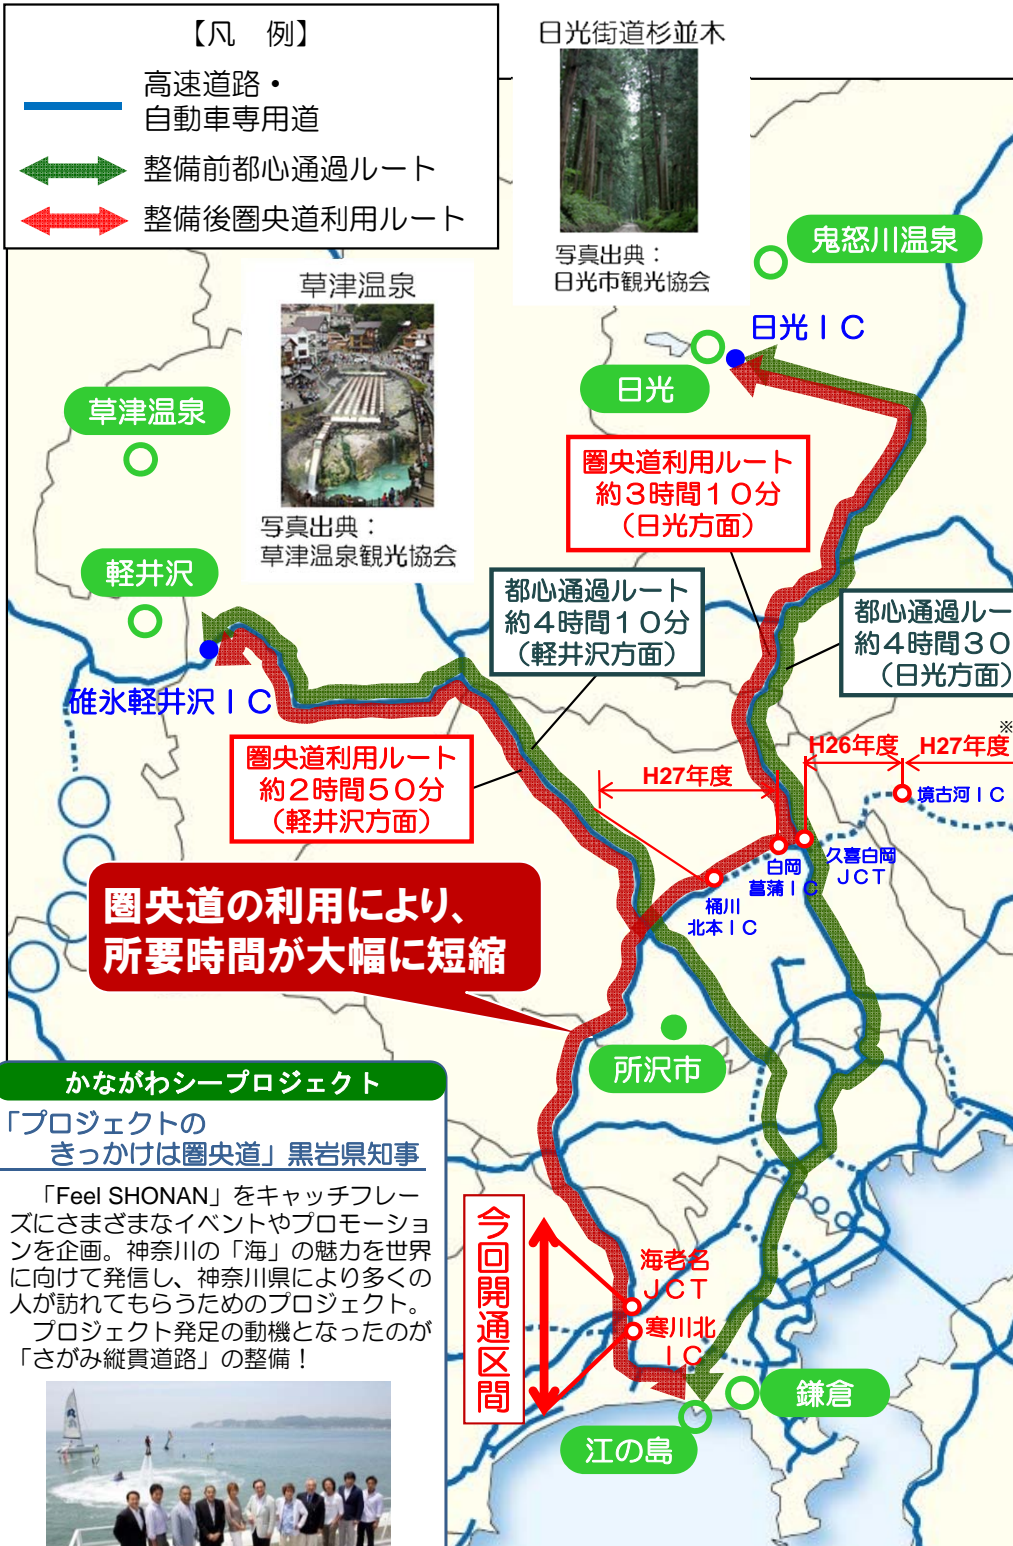 【凡　例】
高速道路・
自動車専用道
整備前都心通過ルート
整備後圏央道利用ルート
日光街道杉並木
写真出典：
日光市観光協会
鬼怒川温泉
日光ＩＣ
日光
草津温泉
写真出典：
草津温泉観光協会
草津温泉
軽井沢
碓氷軽井沢ＩＣ
圏央道利用ルート
約３時間１０分
（日光方面）
都心通過ルート
約４時間１０分
（軽井沢方面）
都心通過ルー
約４時間３０
（日光方面）
圏央道利用ルート
約２時間５０分
（軽井沢方面）
※
H26年度
H27年度
H27年度
境古河ＩＣ
久喜白岡
ＪＣＴ
白岡
菖蒲ＩＣ
桶川
北本ＩＣ
圏央道の利用により、
所要時間が大幅に短縮
所沢市
かながわシープロジェクト
「プロジェクトの
きっかけは圏央道」黒岩県知事
「Feel SHONAN」をキャッチフレー
ズにさまざまなイベントやプロモーショ
ンを企画。神奈川の「海」の魅力を世界
に向けて発信し、神奈川県により多くの
人が訪れてもらうためのプロジェクト。
プロジェクト発足の動機となったのが
「さがみ縦貫道路」の整備！
今回開通区間
海老名
ＪＣＴ
寒川北
ＩＣ
鎌倉
江の島